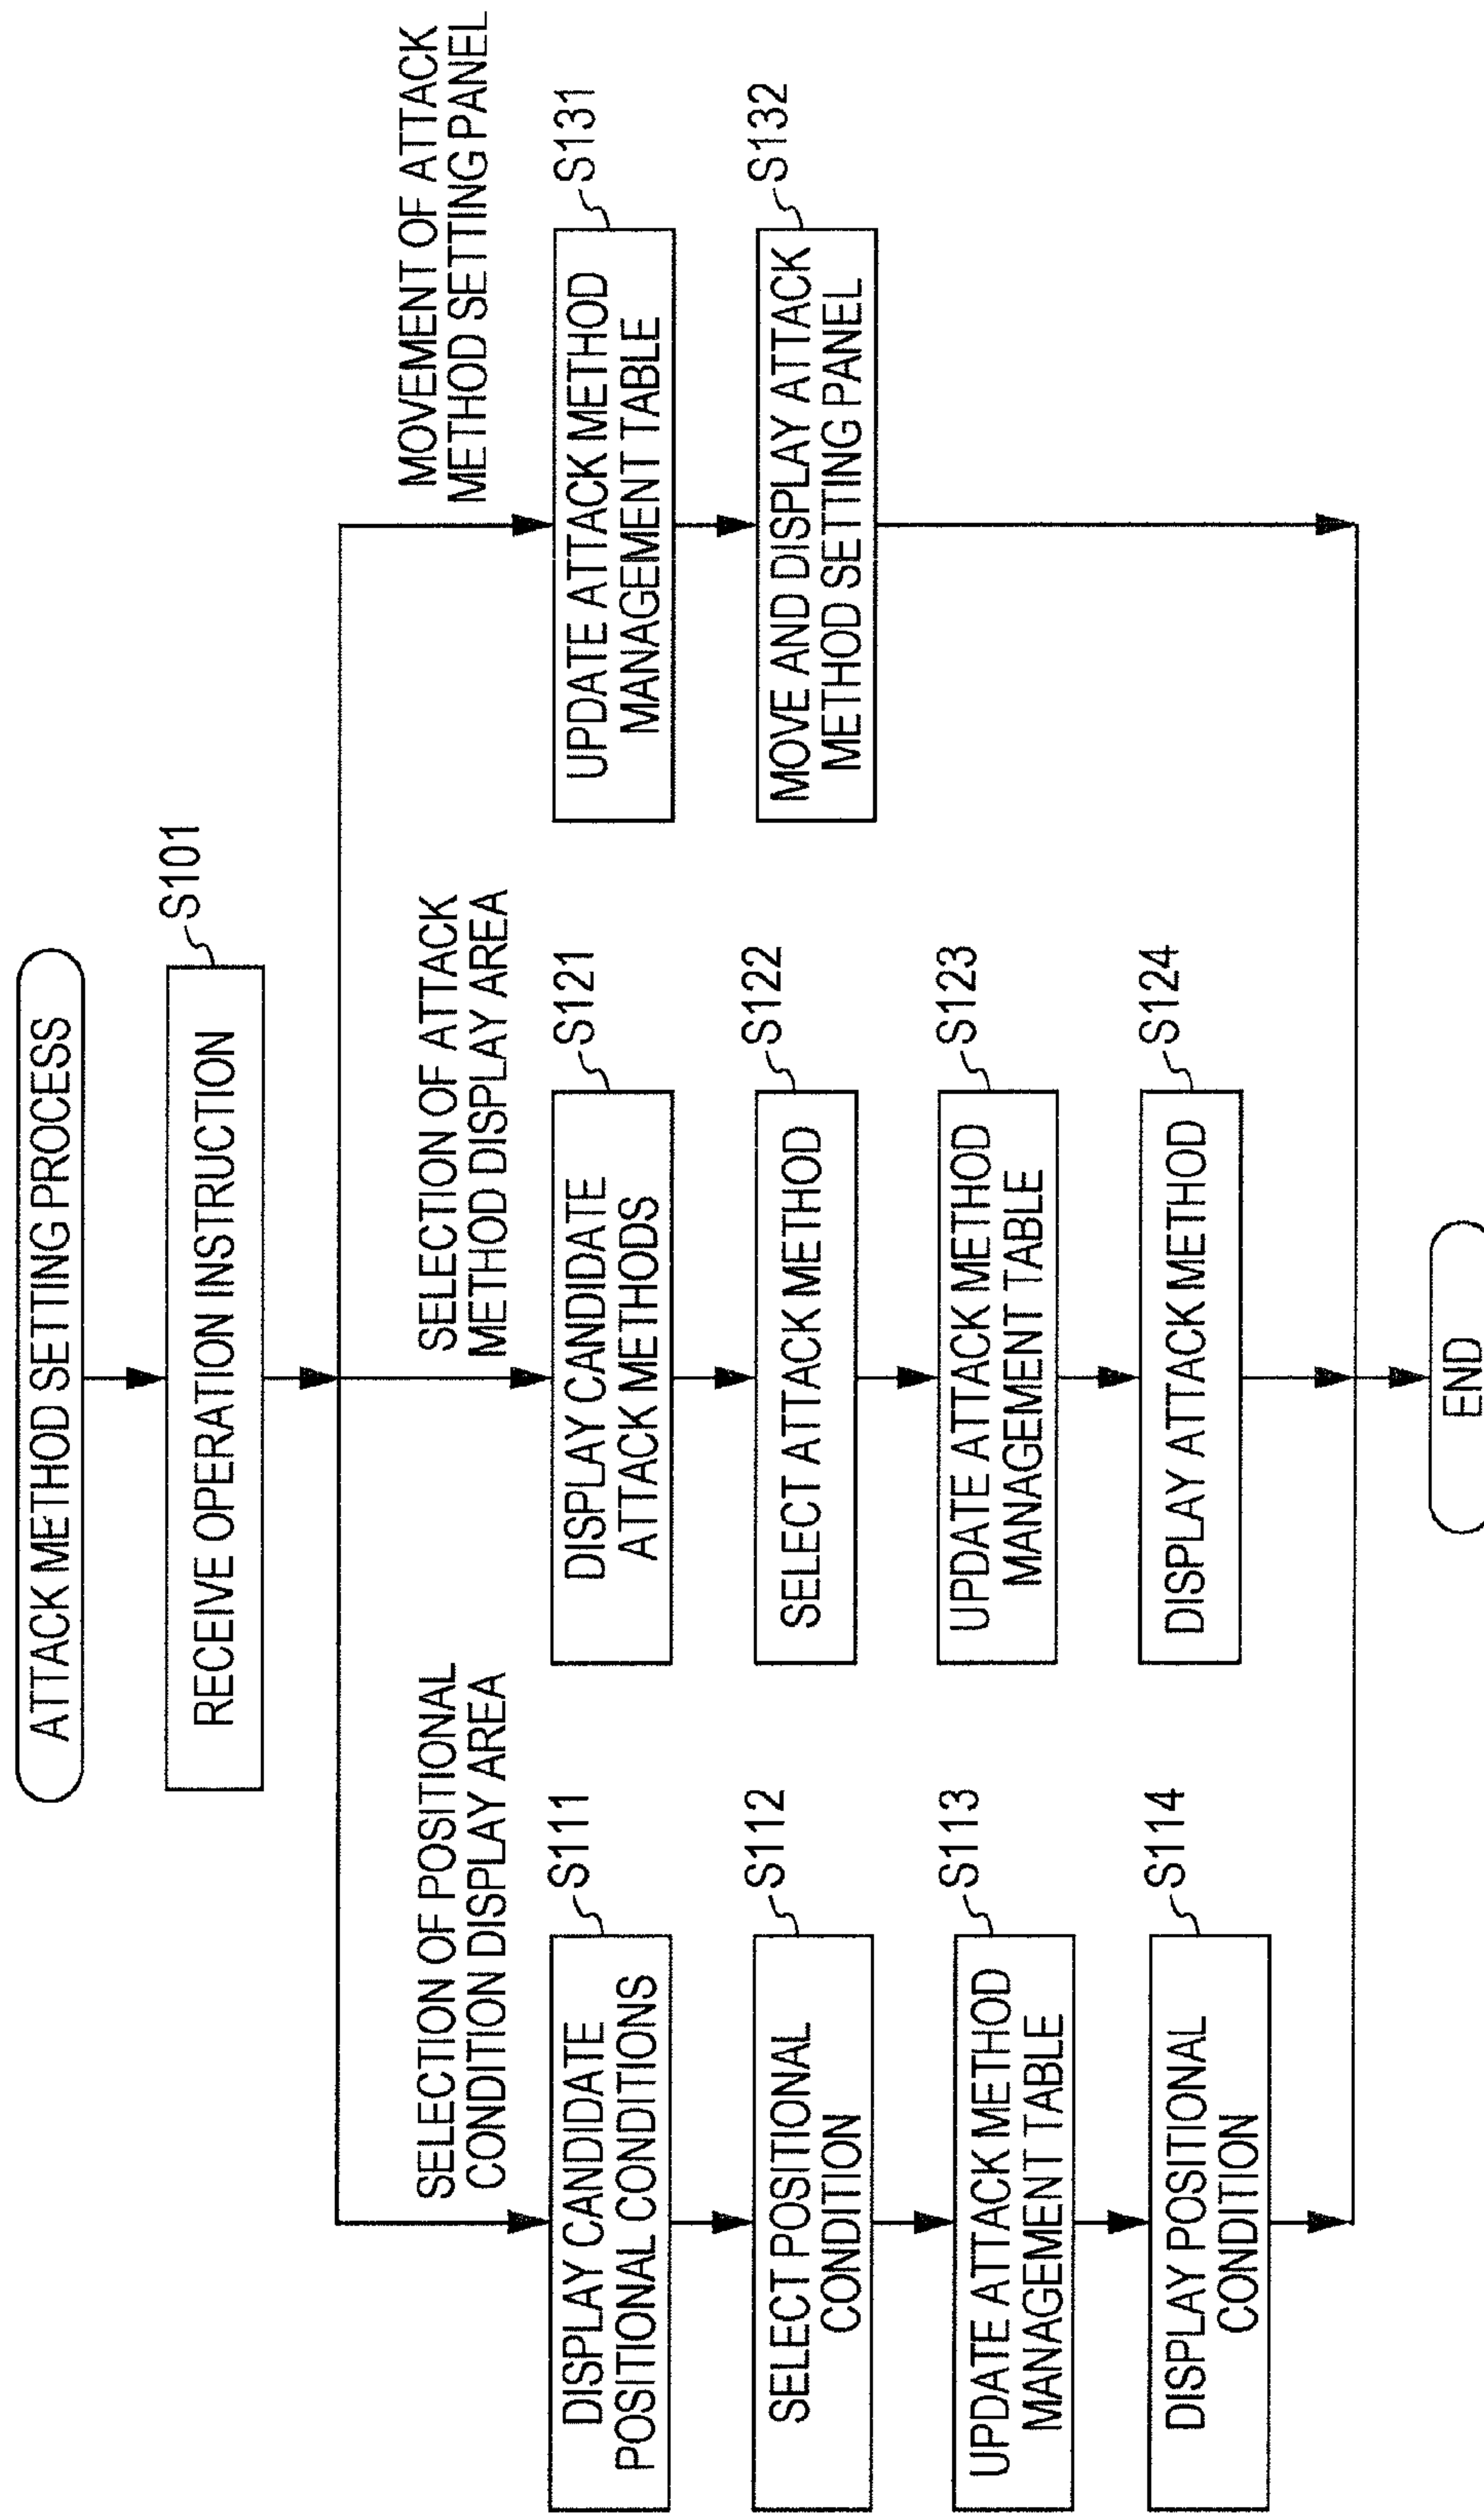 ATTACK METHOD SETTING PROCESS
RECEIVE OPERATION INSTRUCTION
S101
SELECTION OF POSITIONAL
CONDITION DISPLAY AREA
DISPLAY CANDIDATE
POSITIONAL CONDITIONS
S111
SELECT POSITIONAL
CONDITION
S112
UPDATE ATTACK METHOD
MANAGEMENT TABLE
S113
DISPLAY POSITIONAL
CONDITION
S114
SELECTION OF ATTACK
METHOD DISPLAY AREA
DISPLAY CANDIDATE
ATTACK METHODS
S121
SELECT ATTACK METHOD
S122
UPDATE ATTACK METHOD
MANAGEMENT TABLE
S123
DISPLAY ATTACK METHOD
S124
MOVEMENT OF ATTACK
METHOD SETTING PANEL
UPDATE ATTACK METHOD
MANAGEMENT TABLE
S131
MOVE AND DISPLAY ATTACK
METHOD SETTING PANEL
S132
END